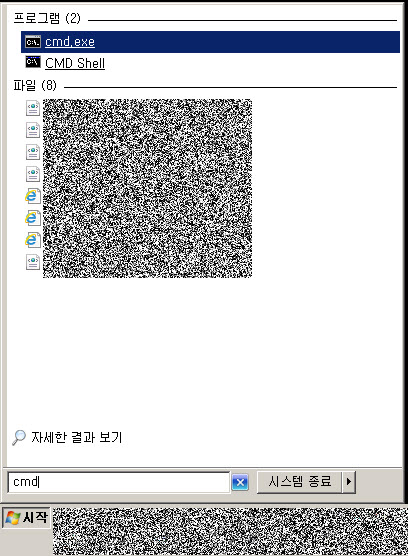 프로그램 (2)
cmd.exe
CMD Shell
파일 (8)
자세한 결과 보기
cmd
시스템 종료
시작